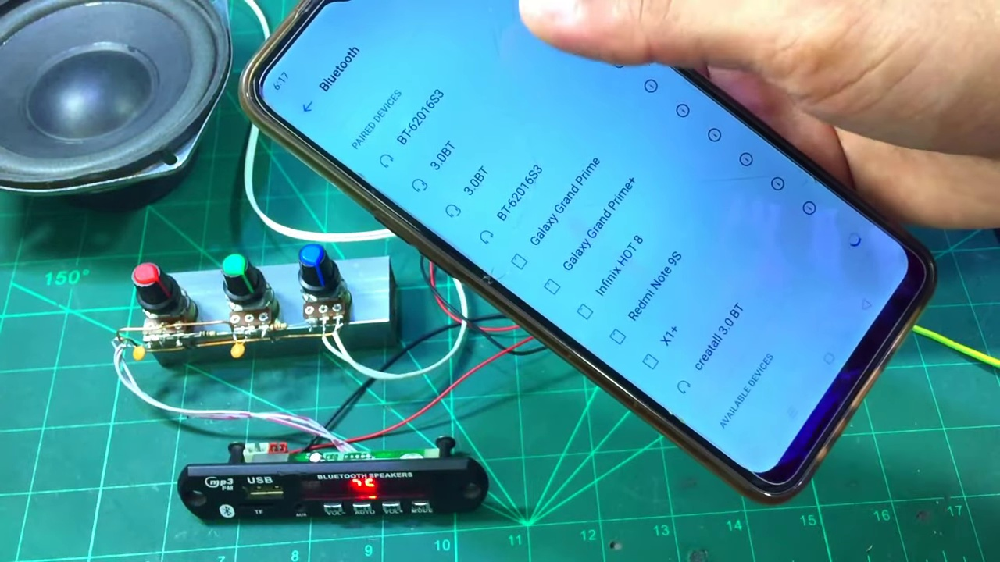 6:17
Bluetooth
PAIRED DEVICES
BT-62016S3
3.0BT
3.0BT
BT-62016S3
Galaxy Grand Prime
Galaxy Grand Prime+
Infinix HOT 8
Redmi Note 9S
X1+
creatall 3.0 BT
AVAILABLE DEVICES
150°
mp3 USB BLUETOOTH SPEAKERS
FM
TF AUX VOL- AUTO VOL+ MODE
7 8 9 10 11 12 13 14 15 16 17